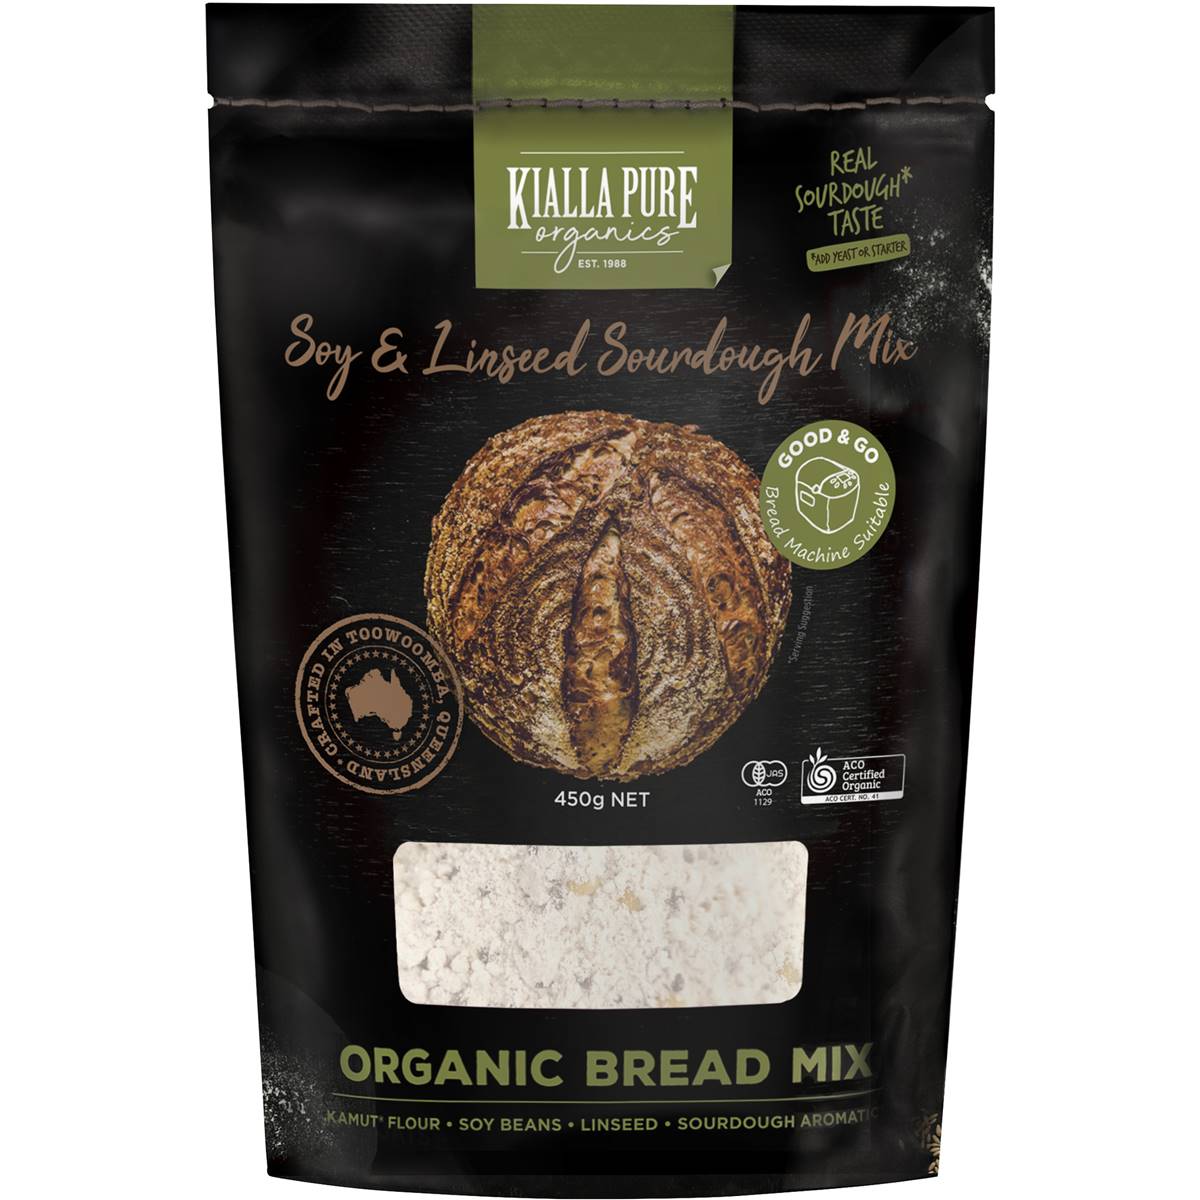 KIALLA PURE
organics
EST. 1988
REAL
SOURDOUGH*
TASTE
*ADD YEAST OR STARTER
Soy & Linseed Sourdough Mix
GOOD & GO
Bread Machine Suitable
*Serving Suggestion
CRAFTED IN TOOWOOMBA, QUEENSLAND •
JAS
ACO
1129
ACO
Certified
Organic
ACO CERT. NO. 41
450g NET
ORGANIC BREAD MIX
KAMUT® FLOUR • SOY BEANS • LINSEED • SOURDOUGH AROMATIC